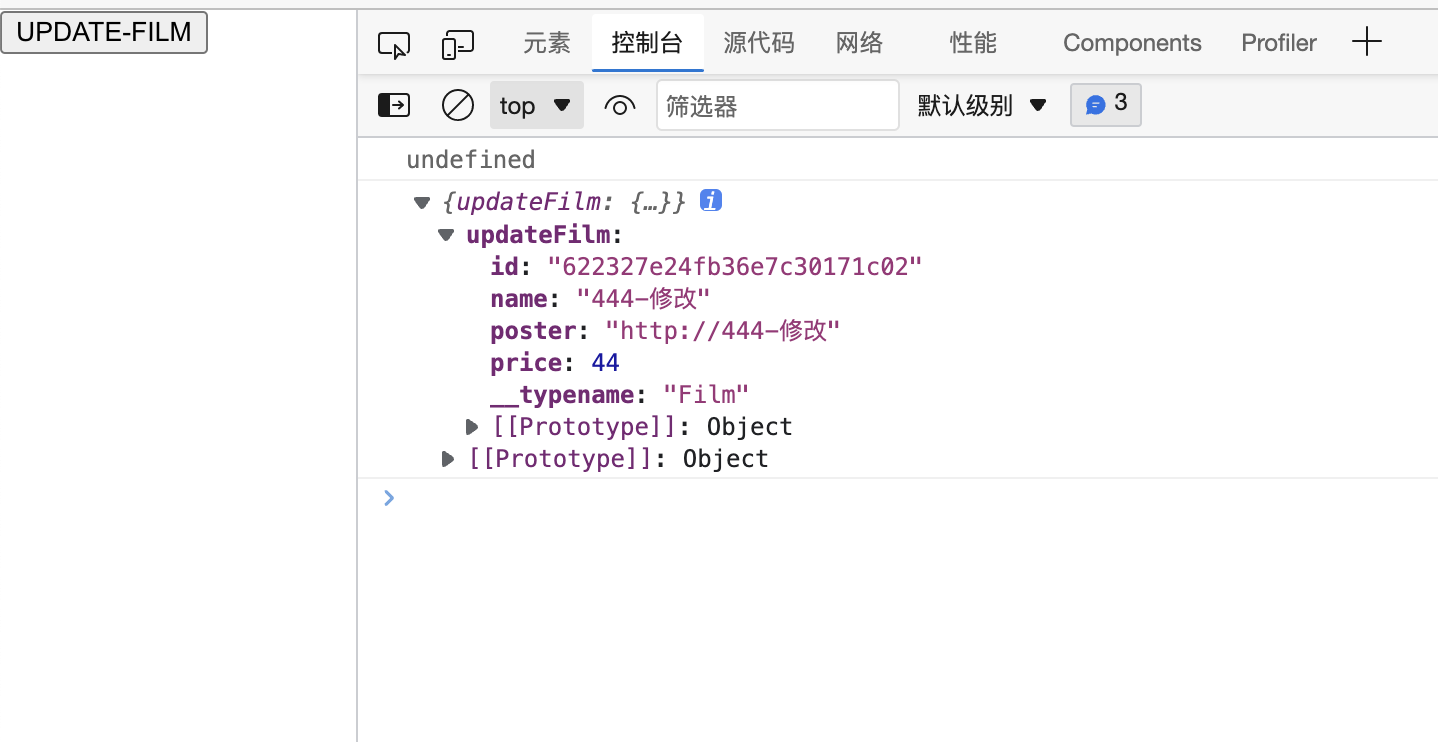 UPDATE-FILM
元素 控制台 源代码 网络 性能 Components Profiler
top 筛选器 默认级别 3
undefined
{updateFilm: {…}} i
updateFilm:
id: "622327e24fb36e7c30171c02"
name: "444-修改"
poster: "http://444-修改"
price: 44
__typename: "Film"
[[Prototype]]: Object
[[Prototype]]: Object